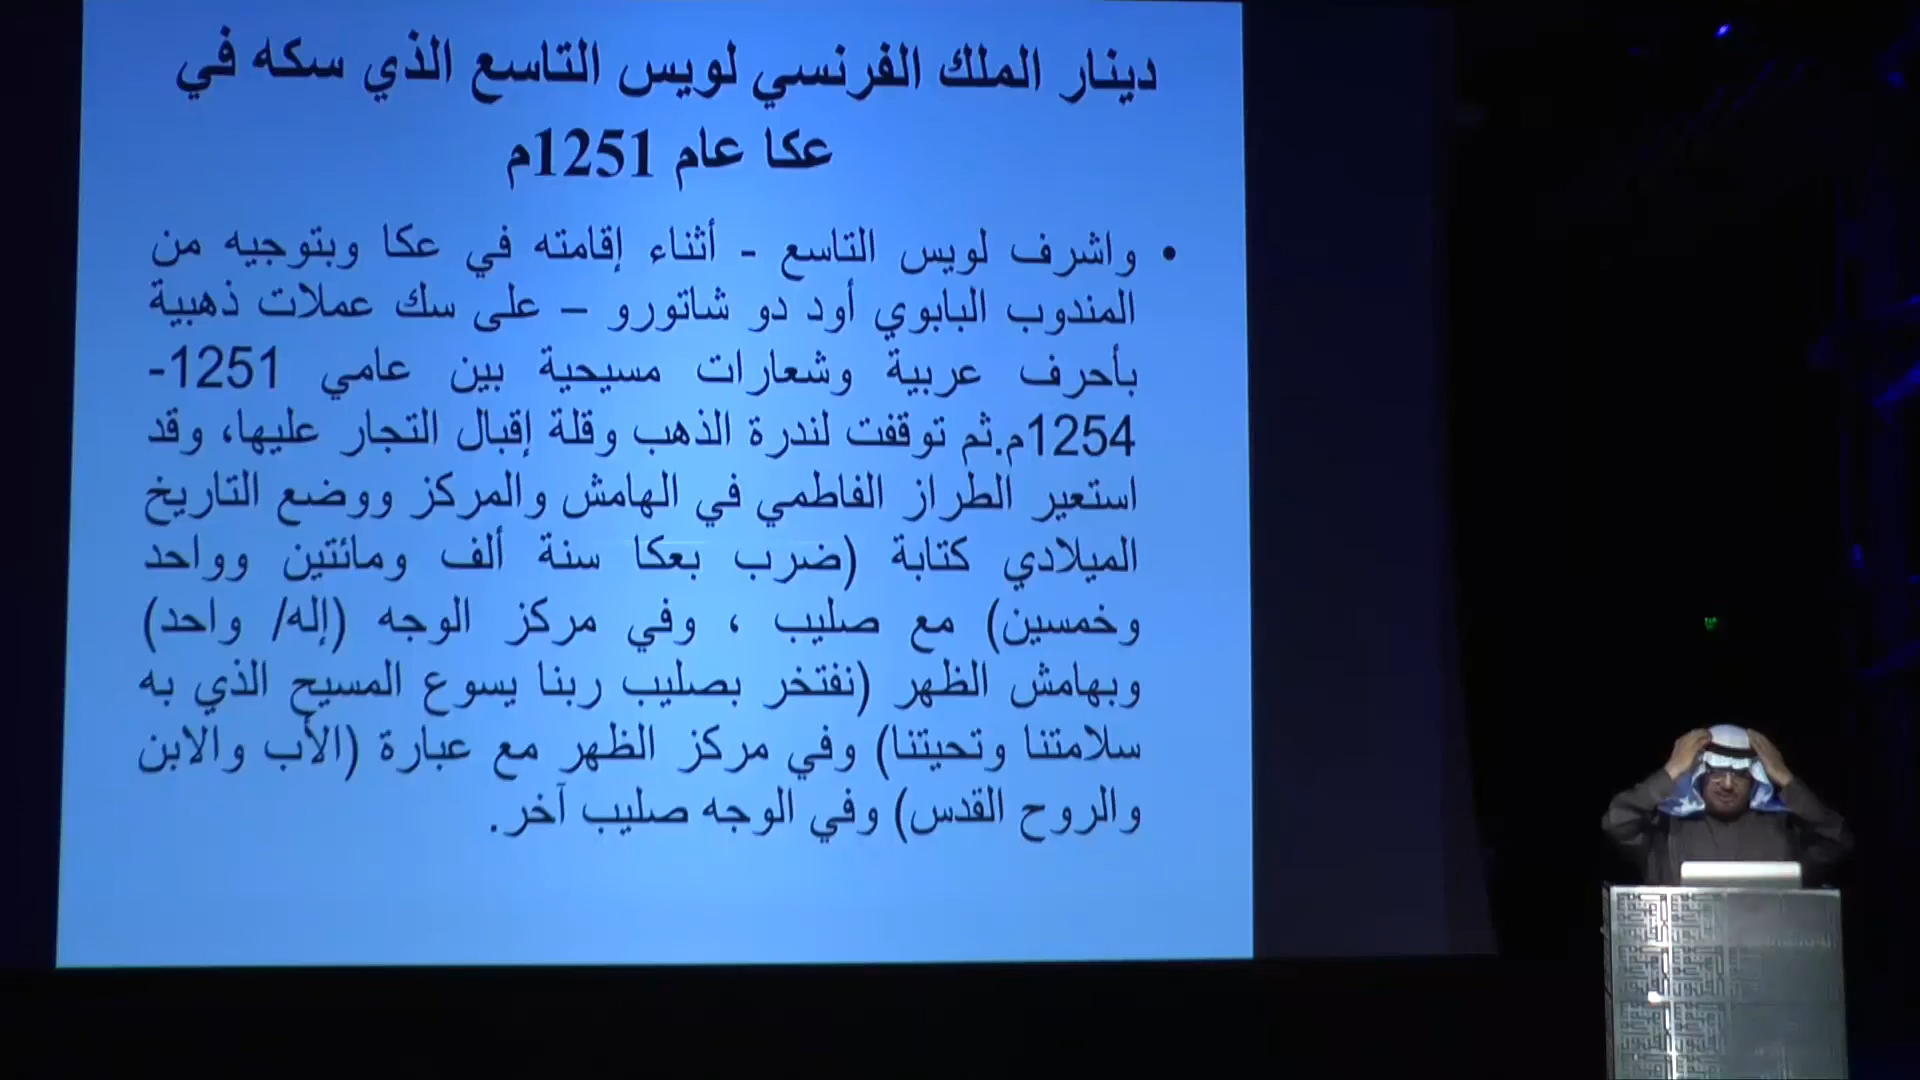 دينار الملك الفرنسي لويس التاسع الذي سكه في
عكا عام 1251م
• واشرف لويس التاسع - أثناء إقامته في عكا وبتوجيه من
المندوب البابوي أود دو شاتورو – على سك عملات ذهبية
بأحرف عربية وشعارات مسيحية بين عامي 1251-
1254م.ثم توقفت لندرة الذهب وقلة إقبال التجار عليها، وقد
استعير الطراز الفاطمي في الهامش والمركز ووضع التاريخ
الميلادي كتابة (ضرب بعكا سنة ألف ومائتين وواحد
وخمسين) مع صليب ، وفي مركز الوجه (إله/ واحد)
وبهامش الظهر (نفتخر بصليب ربنا يسوع المسيح الذي به
سلامتنا وتحيتنا) وفي مركز الظهر مع عبارة (الأب والابن
والروح القدس) وفي الوجه صليب آخر.